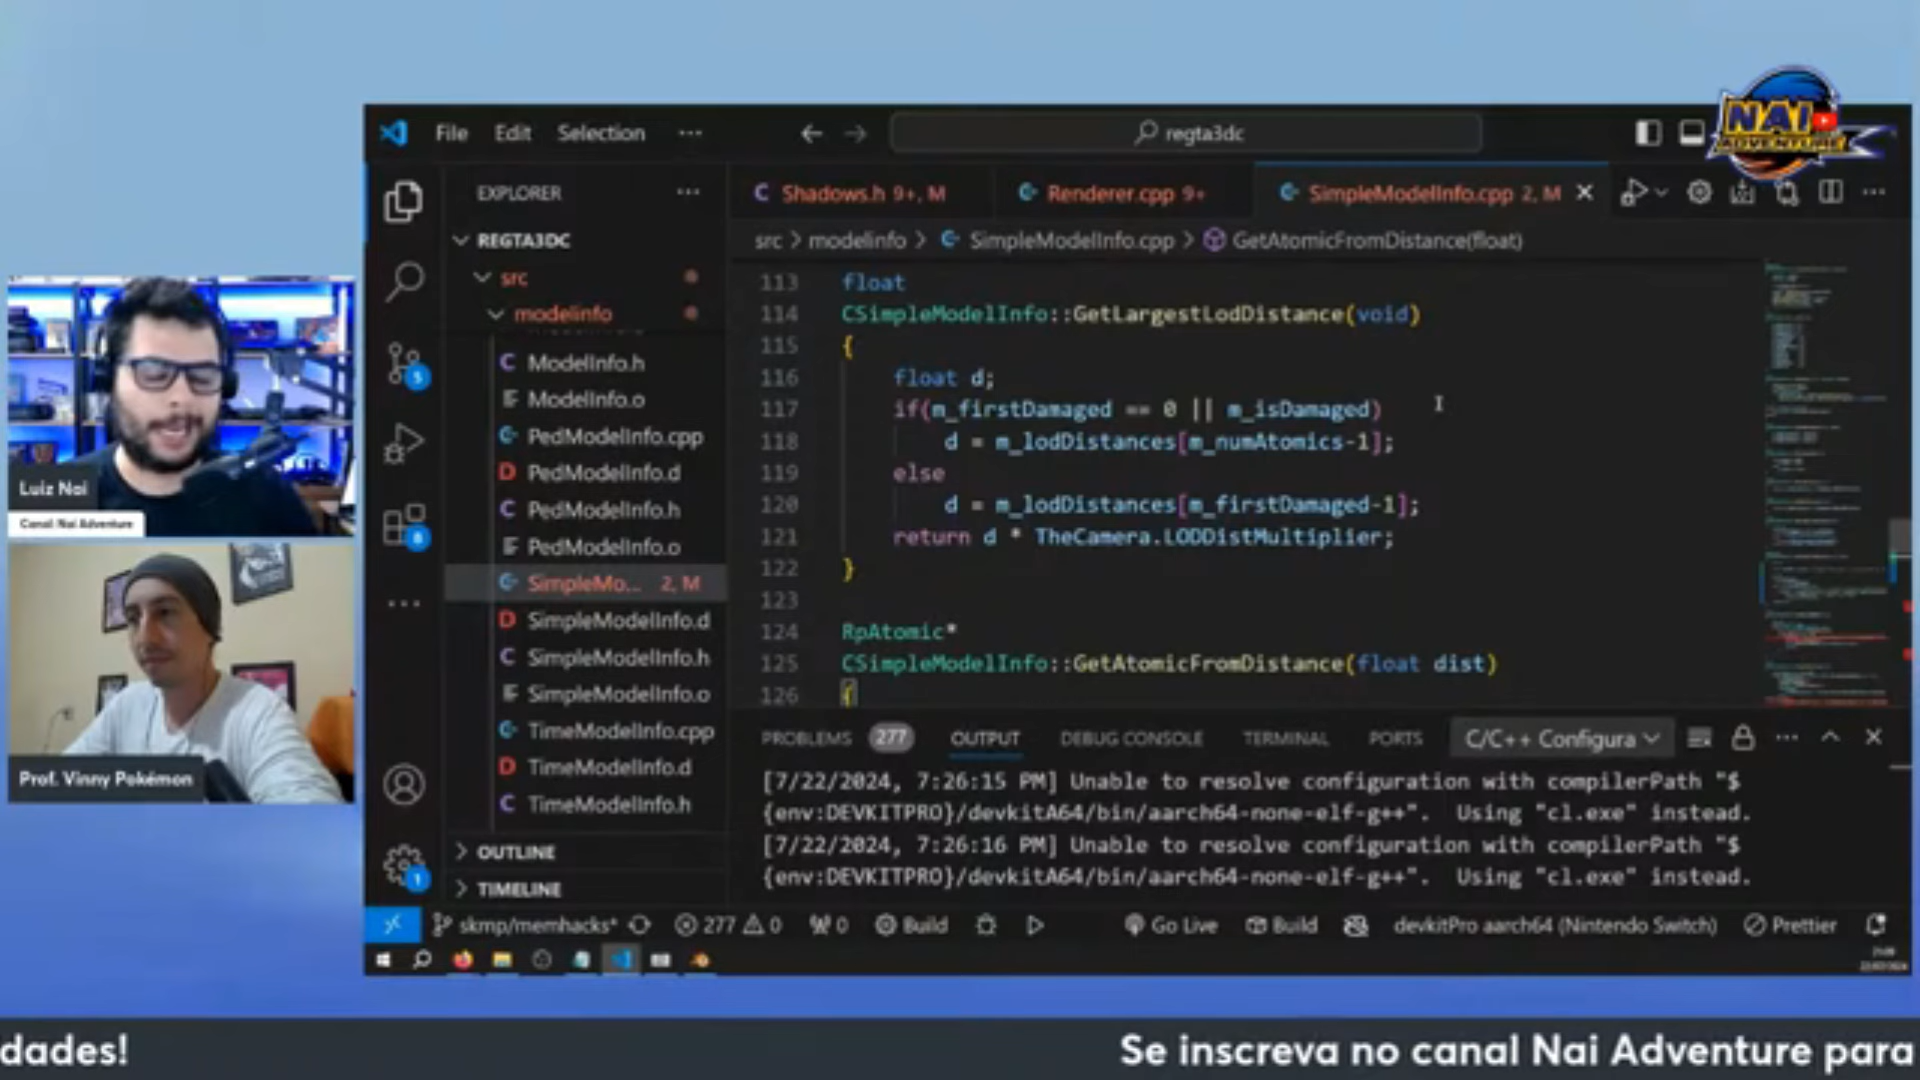 NAI
ADVENTURE
File Edit Selection ···
regta3dc
EXPLORER ···
Shadows.h 9+, M
Renderer.cpp 9+
SimpleModelInfo.cpp 2, M
REGTA3DC
src > modelinfo > SimpleModelInfo.cpp > GetAtomicFromDistance(float)
src
modelinfo
ModelInfo.h
ModelInfo.o
PedModelInfo.cpp
PedModelInfo.d
PedModelInfo.h
PedModelInfo.o
SimpleMo... 2, M
SimpleModelInfo.d
SimpleModelInfo.h
SimpleModelInfo.o
TimeModelInfo.cpp
TimeModelInfo.d
TimeModelInfo.h
OUTLINE
TIMELINE
5
8
1
113 float
114 CSimpleModelInfo::GetLargestLodDistance(void)
115 {
116 float d;
117 if(m_firstDamaged == 0 || m_isDamaged)
118 d = m_lodDistances[m_numAtomics-1];
119 else
120 d = m_lodDistances[m_firstDamaged-1];
121 return d * TheCamera.LODDistMultiplier;
122 }
123
124 RpAtomic*
125 CSimpleModelInfo::GetAtomicFromDistance(float dist)
126 {
PROBLEMS 277 OUTPUT DEBUG CONSOLE TERMINAL PORTS C/C++ Configura
[7/22/2024, 7:26:15 PM] Unable to resolve configuration with compilerPath "$
{env:DEVKITPRO}/devkitA64/bin/aarch64-none-elf-g++". Using "cl.exe" instead.
[7/22/2024, 7:26:16 PM] Unable to resolve configuration with compilerPath "$
{env:DEVKITPRO}/devkitA64/bin/aarch64-none-elf-g++". Using "cl.exe" instead.
skmp/memhacks* 277 0 0 Build Go Live Build devkitPro aarch64 (Nintendo Switch) Prettier
Luiz Nai
Canal: Nai Adventure
Prof. Vinny Pokémon
dades!
Se inscreva no canal Nai Adventure para